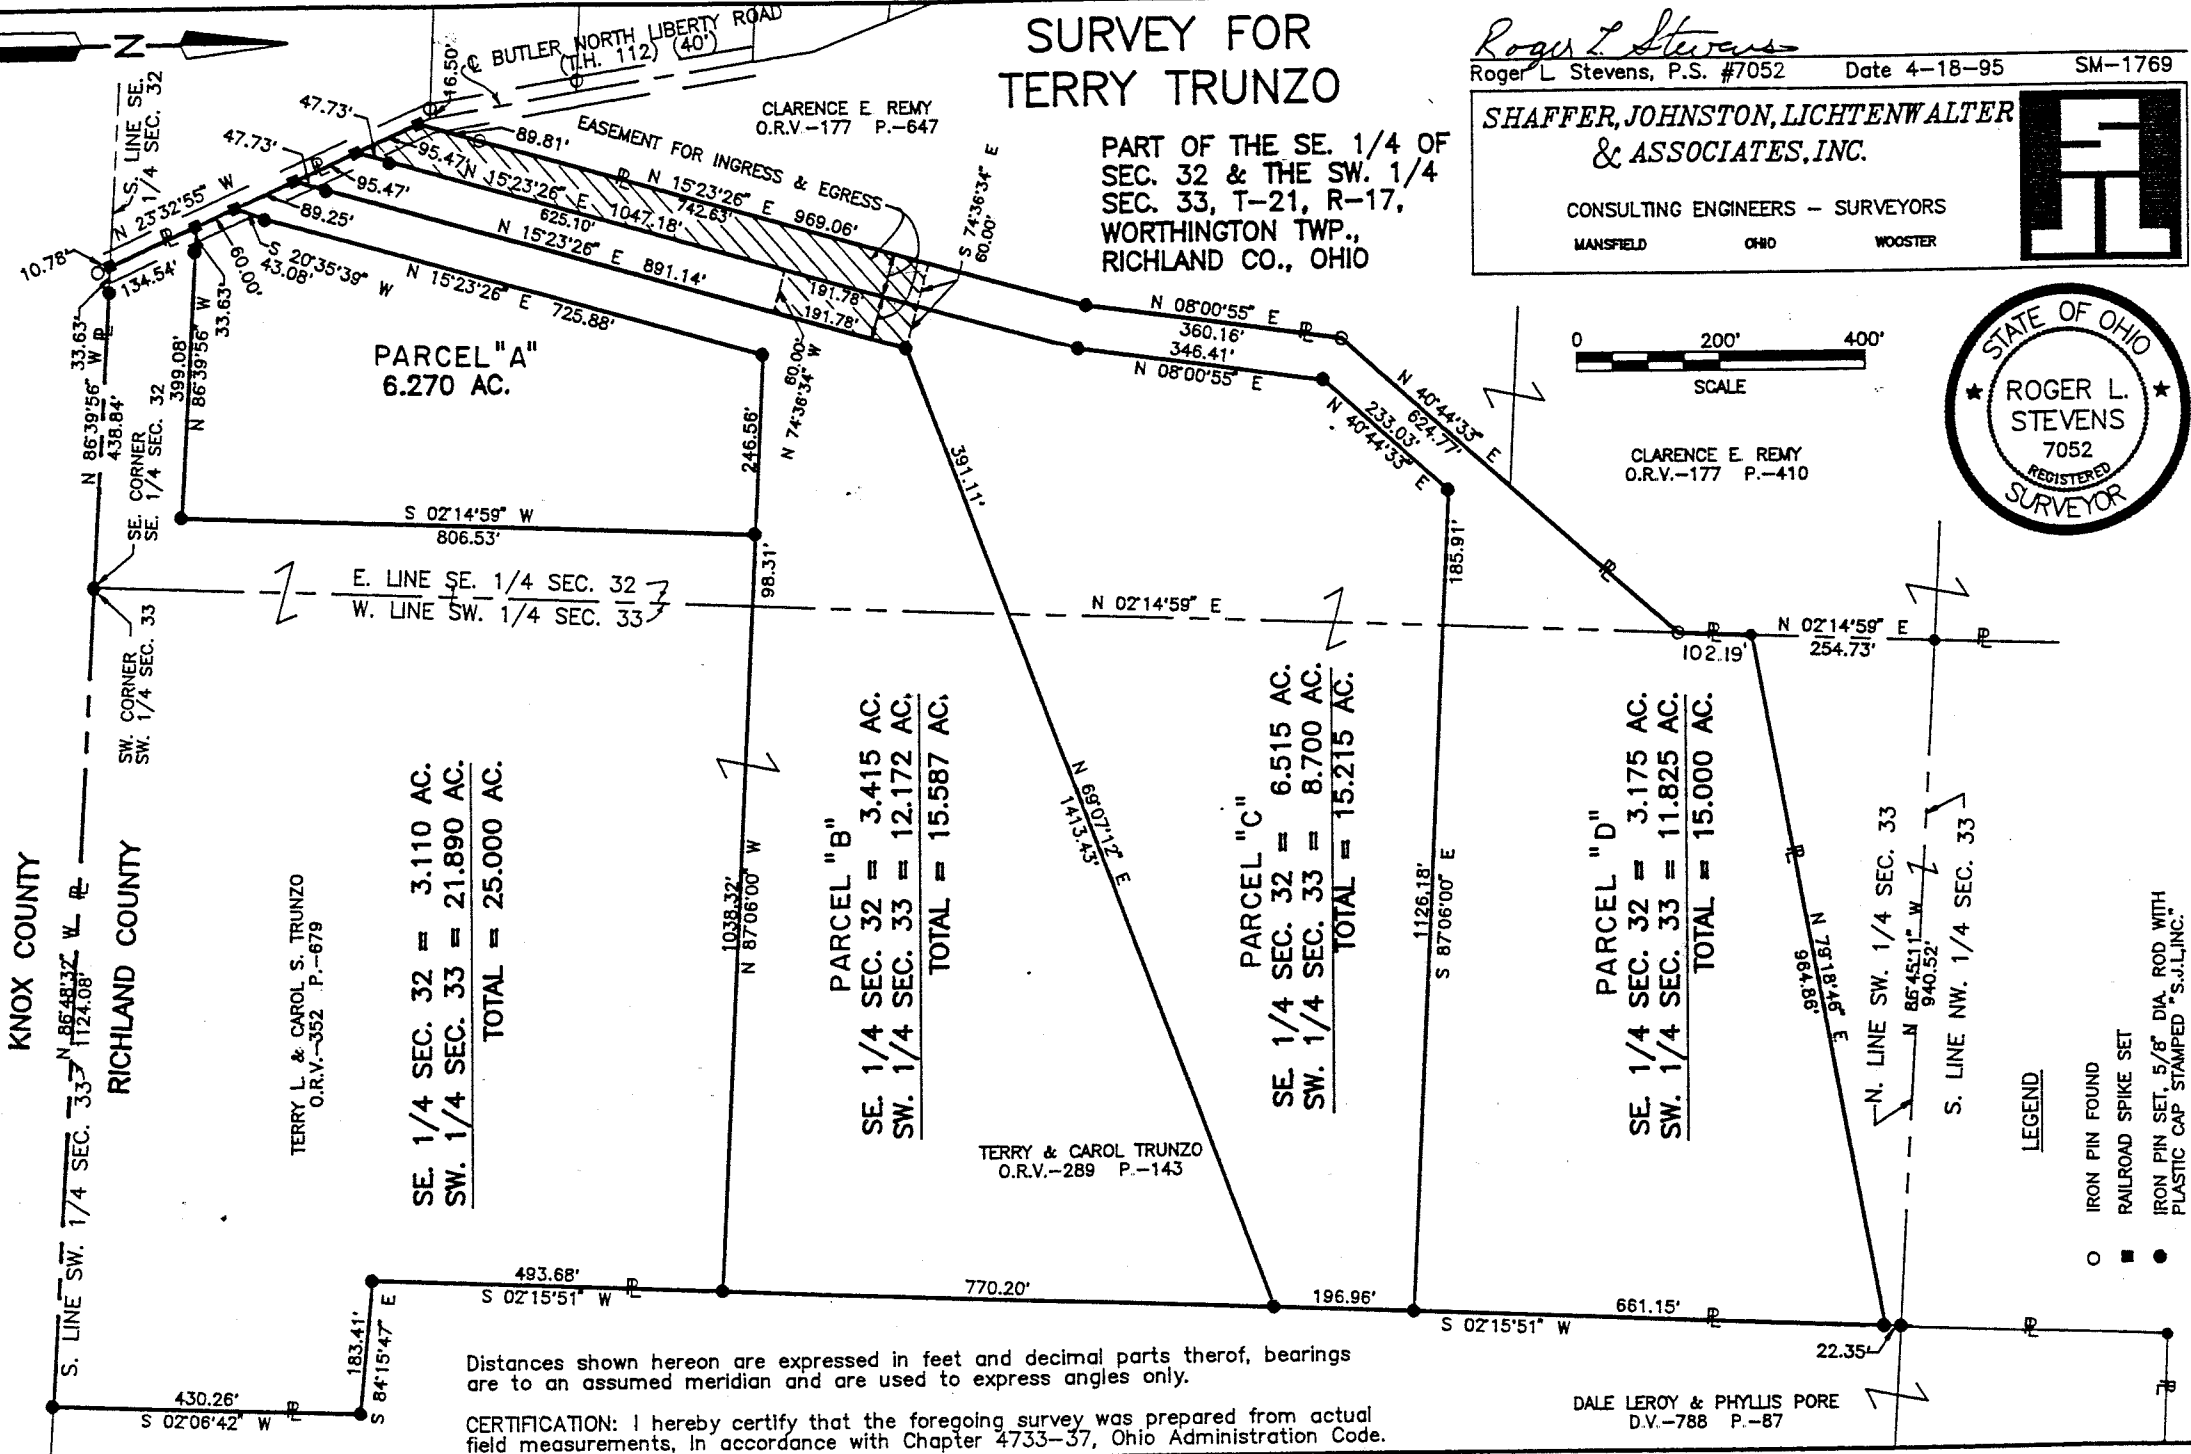 SURVEY FOR
TERRY TRUNZO
PART OF THE SE. 1/4 OF
SEC. 32 & THE SW. 1/4
SEC. 33, T-21, R-17,
WORTHINGTON TWP.,
RICHLAND CO., OHIO
Roger L Stevens
Roger L Stevens, P.S. #7052 Date 4-18-95 SM-1769
SHAFFER, JOHNSTON, LICHTENWALTER
& ASSOCIATES, INC.
CONSULTING ENGINEERS - SURVEYORS
MANSFIELD OHIO WOOSTER
STATE OF OHIO
ROGER L.
STEVENS
7052
REGISTERED
SURVEYOR
0 200' 400'
SCALE
N
S. LINE SE.
1/4 SEC. 32
℄ BUTLER NORTH LIBERTY ROAD
(T.H. 112) (40')
16.50'
CLARENCE E REMY
O.R.V.-177 P.-647
EASEMENT FOR INGRESS & EGRESS
47.73'
47.73'
95.47'
95.47'
89.81'
89.25'
N 23°32'55" W
10.78'
134.54'
60.00'
S 20°35'39" W
43.08'
33.63'
33.63'
N 15°23'26" E 969.06'
742.63'
N 15°23'26" E 1047.18'
625.10'
N 15°23'26" E 891.14'
N 15°23'26" E
725.88'
191.78'
191.78'
S 74°36'34" E
60.00'
60.00'
N 74°36'34" W
N 08°00'55" E
360.16'
346.41'
N 08°00'55" E
N 40°44'33" E
624.77'
233.03'
N 40°44'33" E
CLARENCE E. REMY
O.R.V.-177 P.-410
PARCEL "A"
6.270 AC.
399.08'
N 86°39'56" W
N 86°39'56" W
438.84'
SE. CORNER
SE. 1/4 SEC. 32
SW. CORNER
SW. 1/4 SEC. 33
S 02°14'59" W
806.53'
246.56'
98.31'
391.11'
185.91'
E. LINE SE. 1/4 SEC. 32
W. LINE SW. 1/4 SEC. 33
N 02°14'59" E
102.19'
N 02°14'59" E
254.73'
KNOX COUNTY
RICHLAND COUNTY
N 86°48'32" W
1124.08'
S. LINE SW. 1/4 SEC. 33
TERRY L. & CAROL S. TRUNZO
O.R.V.-352 P.-679
SE. 1/4 SEC. 32 = 3.110 AC.
SW. 1/4 SEC. 33 = 21.890 AC.
TOTAL = 25.000 AC.
1038.32'
N 87°06'00" W
PARCEL "B"
SE. 1/4 SEC. 32 = 3.415 AC.
SW. 1/4 SEC. 33 = 12.172 AC.
TOTAL = 15.587 AC.
N 69°07'12" E
1413.43'
TERRY & CAROL TRUNZO
O.R.V.-289 P.-143
PARCEL "C"
SE. 1/4 SEC. 32 = 6.515 AC.
SW. 1/4 SEC. 33 = 8.700 AC.
TOTAL = 15.215 AC.
1126.18'
S 87°06'00" E
PARCEL "D"
SE. 1/4 SEC. 32 = 3.175 AC.
SW. 1/4 SEC. 33 = 11.825 AC.
TOTAL = 15.000 AC.
N 79°18'46" E
964.86'
N. LINE SW. 1/4 SEC. 33
N 86°45'11" W
940.52'
S. LINE NW. 1/4 SEC. 33
LEGEND
IRON PIN FOUND
RAILROAD SPIKE SET
IRON PIN SET, 5/8" DIA. ROD WITH
PLASTIC CAP STAMPED "S.J.L,INC."
493.68'
S 02°15'51" W
770.20'
196.96'
661.15'
S 02°15'51" W
22.35'
183.41'
S 84°15'47" E
430.26'
S 02°06'42" W
Distances shown hereon are expressed in feet and decimal parts therof, bearings
are to an assumed meridian and are used to express angles only.
CERTIFICATION: I hereby certify that the foregoing survey was prepared from actual
field measurements, In accordance with Chapter 4733-37, Ohio Administration Code.
DALE LEROY & PHYLLIS PORE
D.V.-788 P.-87